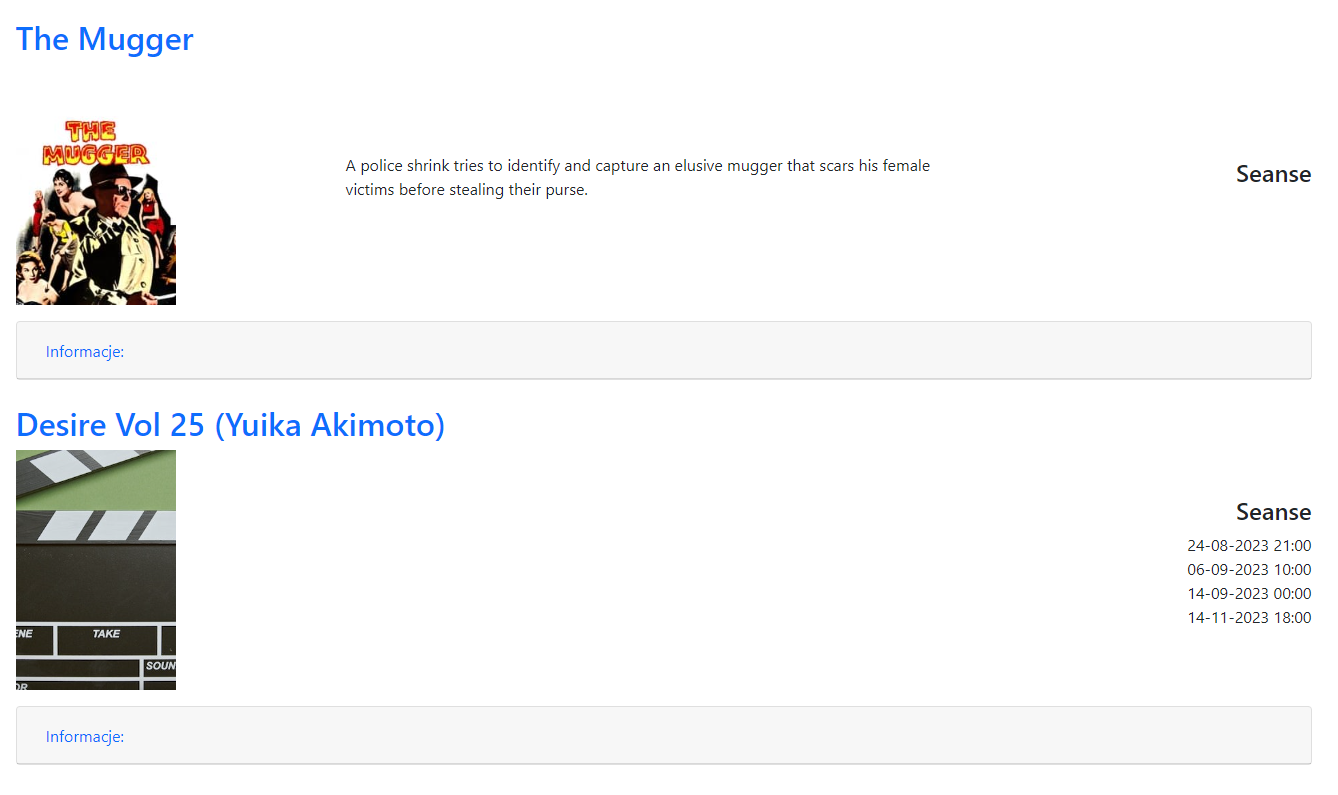 The Mugger
THE
MUGGER
A police shrink tries to identify and capture an elusive mugger that scars his female
victims before stealing their purse.
Seanse
Informacje:
Desire Vol 25 (Yuika Akimoto)
Seanse
24-08-2023 21:00
06-09-2023 10:00
14-09-2023 00:00
14-11-2023 18:00
ENE
TAKE
SOUN
OR
Informacje: